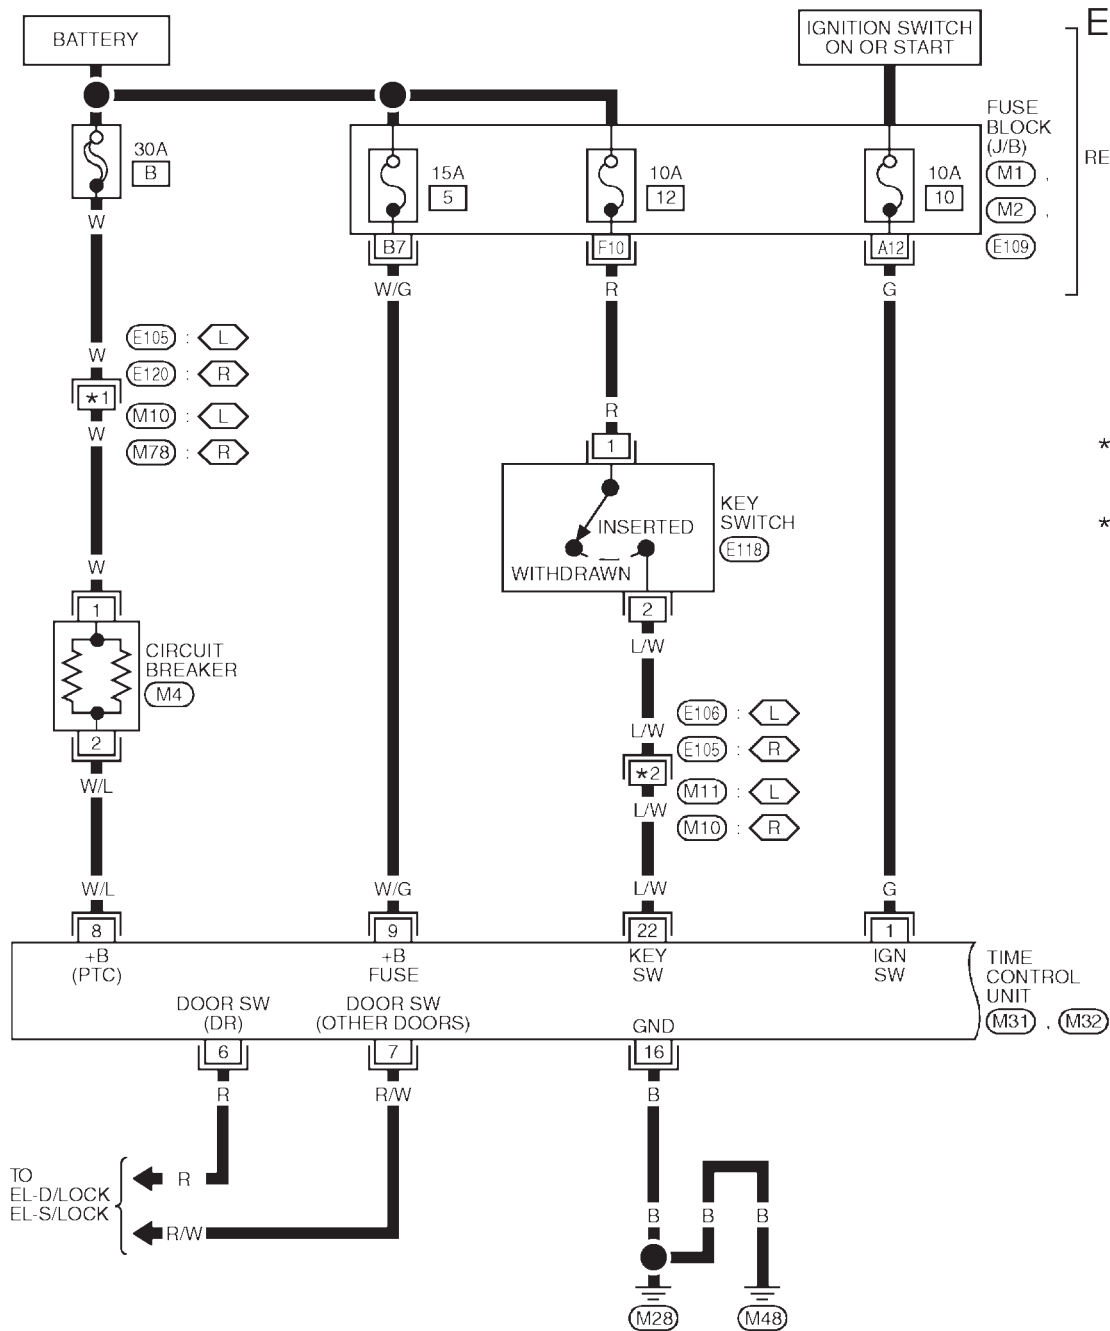 BATTERY
IGNITION SWITCH
ON OR START
E
30A
B
15A
5
10A
12
10A
10
FUSE
BLOCK
(J/B)
M1 ,
M2 ,
E109
RE
B7
F10
A12
W
W/G
R
G
E105 : L
E120 : R
M10 : L
M78 : R
W
*1
W
R
1
*
*
KEY
SWITCH
E118
INSERTED
WITHDRAWN
W
1
2
CIRCUIT
BREAKER
M4
2
L/W
E106 : L
E105 : R
M11 : L
M10 : R
L/W
*2
L/W
W/L
W/L
W/G
L/W
G
8
9
22
1
+B
(PTC)
+B
FUSE
KEY
SW
IGN
SW
TIME
CONTROL
UNIT
M31 , M32
DOOR SW
(DR)
DOOR SW
(OTHER DOORS)
GND
6
7
16
R
R/W
B
TO
EL-D/LOCK
EL-S/LOCK
R
R/W
B
B
B
M28
M48